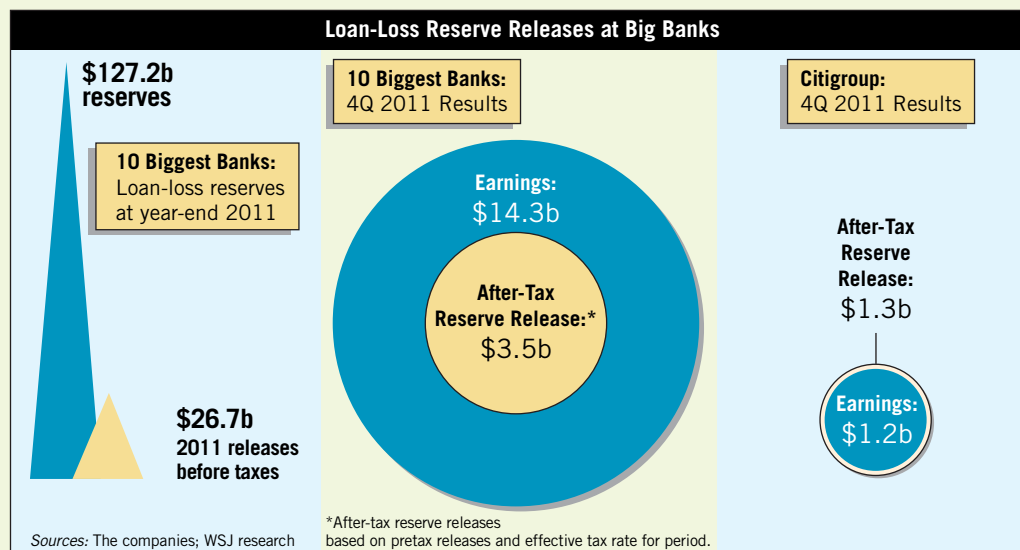 Loan-Loss Reserve Releases at Big Banks
$127.2b
reserves
10 Biggest Banks:
Loan-loss reserves
at year-end 2011
$26.7b
2011 releases
before taxes
Sources: The companies; WSJ research
10 Biggest Banks:
4Q 2011 Results
Earnings:
$14.3b
After-Tax
Reserve Release:*
$3.5b
*After-tax reserve releases
based on pretax releases and effective tax rate for period.
Citigroup:
4Q 2011 Results
After-Tax
Reserve
Release:
$1.3b
Earnings:
$1.2b